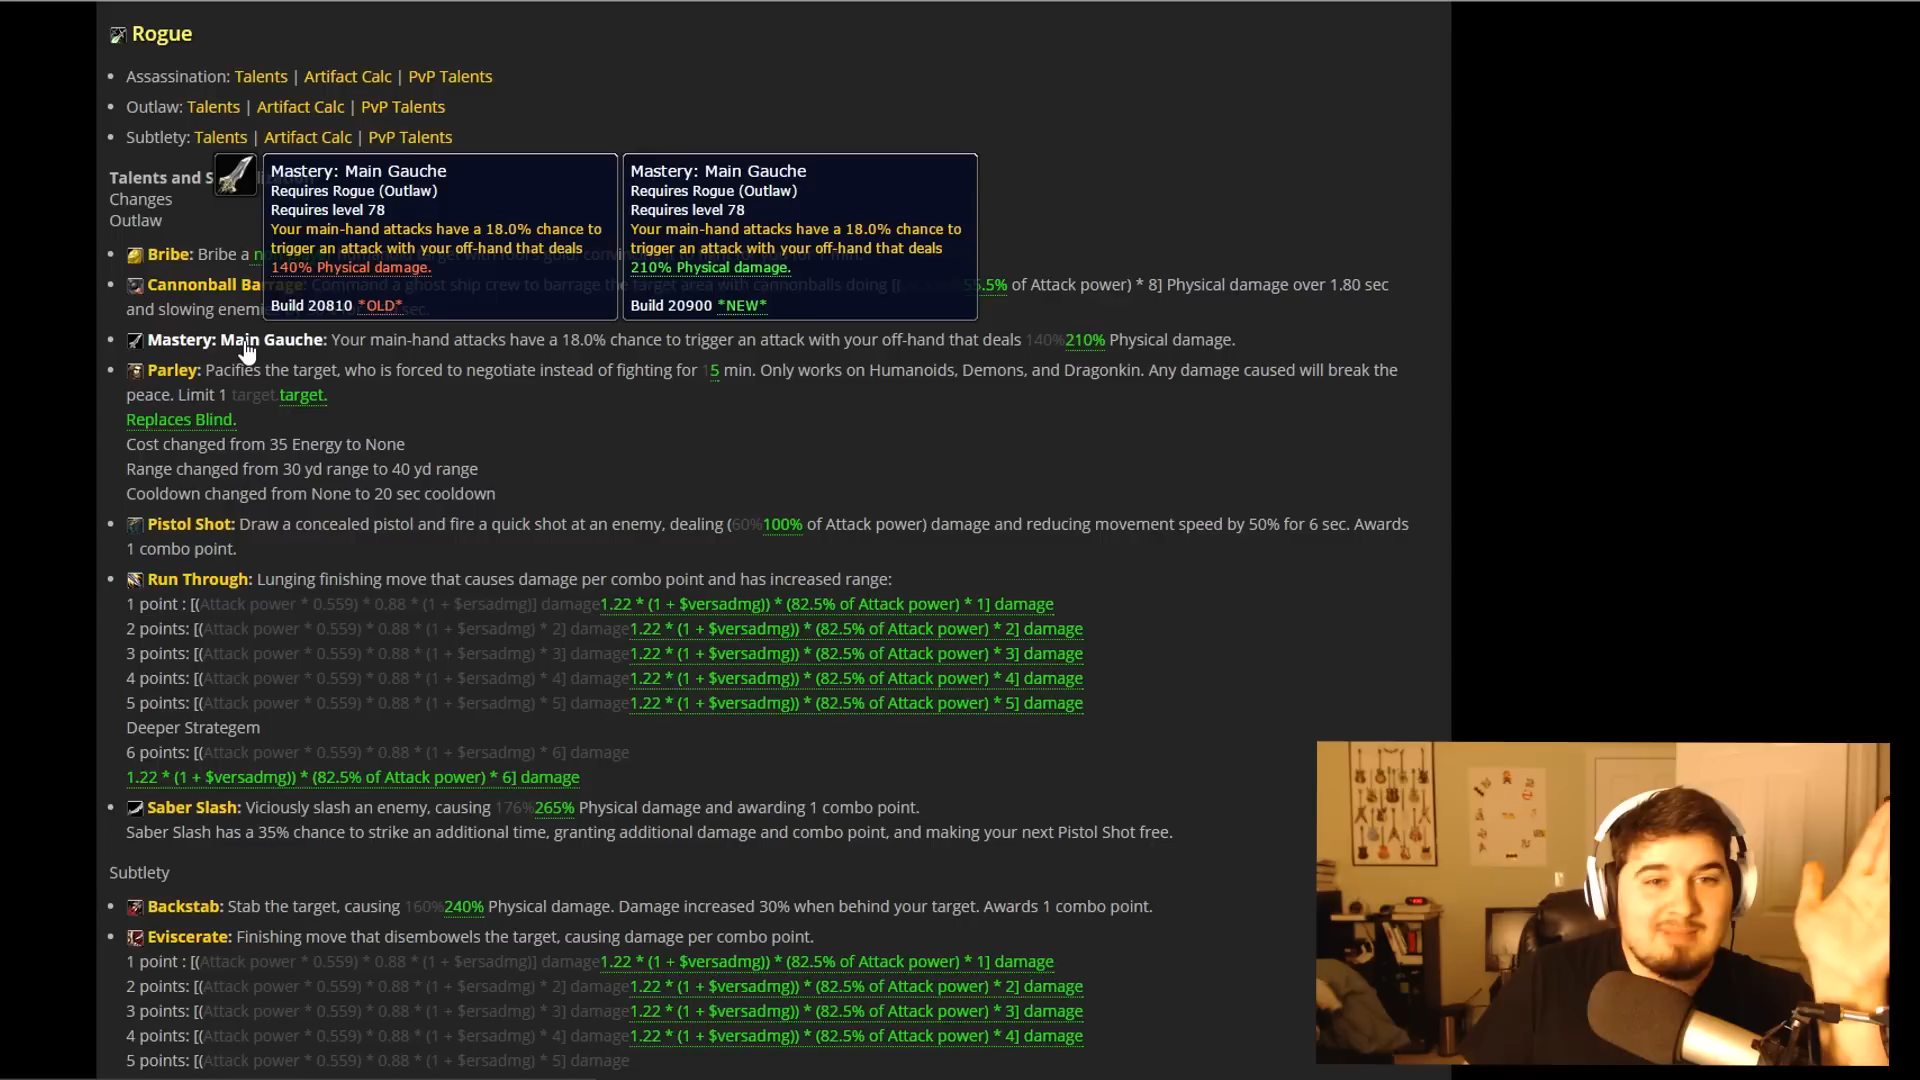 Rogue
• Assassination: Talents | Artifact Calc | PvP Talents
• Outlaw: Talents | Artifact Calc | PvP Talents
• Subtlety: Talents | Artifact Calc | PvP Talents
Talents and S
Changes
Outlaw
Mastery: Main Gauche
Requires Rogue (Outlaw)
Requires level 78
Your main-hand attacks have a 18.0% chance to
trigger an attack with your off-hand that deals
140% Physical damage.
Build 20810 *OLD*
Mastery: Main Gauche
Requires Rogue (Outlaw)
Requires level 78
Your main-hand attacks have a 18.0% chance to
trigger an attack with your off-hand that deals
210% Physical damage.
Build 20900 *NEW*
• Bribe: Bribe a
• Cannonball Barrage: Command a ghost ship crew to barrage the target area with cannonballs doing [( 55.5% of Attack power) * 8] Physical damage over 1.80 sec
and slowing enemies
• Mastery: Main Gauche: Your main-hand attacks have a 18.0% chance to trigger an attack with your off-hand that deals 140%210% Physical damage.
• Parley: Pacifies the target, who is forced to negotiate instead of fighting for 15 min. Only works on Humanoids, Demons, and Dragonkin. Any damage caused will break the
peace. Limit 1 target.target.
Replaces Blind.
Cost changed from 35 Energy to None
Range changed from 30 yd range to 40 yd range
Cooldown changed from None to 20 sec cooldown
• Pistol Shot: Draw a concealed pistol and fire a quick shot at an enemy, dealing (60%100% of Attack power) damage and reducing movement speed by 50% for 6 sec. Awards
1 combo point.
• Run Through: Lunging finishing move that causes damage per combo point and has increased range:
1 point : [(Attack power * 0.559) * 0.88 * (1 + $ersadmg)] damage1.22 * (1 + $versadmg)) * (82.5% of Attack power) * 1] damage
2 points: [(Attack power * 0.559) * 0.88 * (1 + $ersadmg) * 2] damage1.22 * (1 + $versadmg)) * (82.5% of Attack power) * 2] damage
3 points: [(Attack power * 0.559) * 0.88 * (1 + $ersadmg) * 3] damage1.22 * (1 + $versadmg)) * (82.5% of Attack power) * 3] damage
4 points: [(Attack power * 0.559) * 0.88 * (1 + $ersadmg) * 4] damage1.22 * (1 + $versadmg)) * (82.5% of Attack power) * 4] damage
5 points: [(Attack power * 0.559) * 0.88 * (1 + $ersadmg) * 5] damage1.22 * (1 + $versadmg)) * (82.5% of Attack power) * 5] damage
Deeper Strategem
6 points: [(Attack power * 0.559) * 0.88 * (1 + $ersadmg) * 6] damage
1.22 * (1 + $versadmg)) * (82.5% of Attack power) * 6] damage
• Saber Slash: Viciously slash an enemy, causing 176%265% Physical damage and awarding 1 combo point.
Saber Slash has a 35% chance to strike an additional time, granting additional damage and combo point, and making your next Pistol Shot free.
Subtlety
• Backstab: Stab the target, causing 160%240% Physical damage. Damage increased 30% when behind your target. Awards 1 combo point.
• Eviscerate: Finishing move that disembowels the target, causing damage per combo point.
1 point : [(Attack power * 0.559) * 0.88 * (1 + $ersadmg)] damage1.22 * (1 + $versadmg)) * (82.5% of Attack power) * 1] damage
2 points: [(Attack power * 0.559) * 0.88 * (1 + $ersadmg) * 2] damage1.22 * (1 + $versadmg)) * (82.5% of Attack power) * 2] damage
3 points: [(Attack power * 0.559) * 0.88 * (1 + $ersadmg) * 3] damage1.22 * (1 + $versadmg)) * (82.5% of Attack power) * 3] damage
4 points: [(Attack power * 0.559) * 0.88 * (1 + $ersadmg) * 4] damage1.22 * (1 + $versadmg)) * (82.5% of Attack power) * 4] damage
5 points: [(Attack power * 0.559) * 0.88 * (1 + $ersadmg) * 5] damage